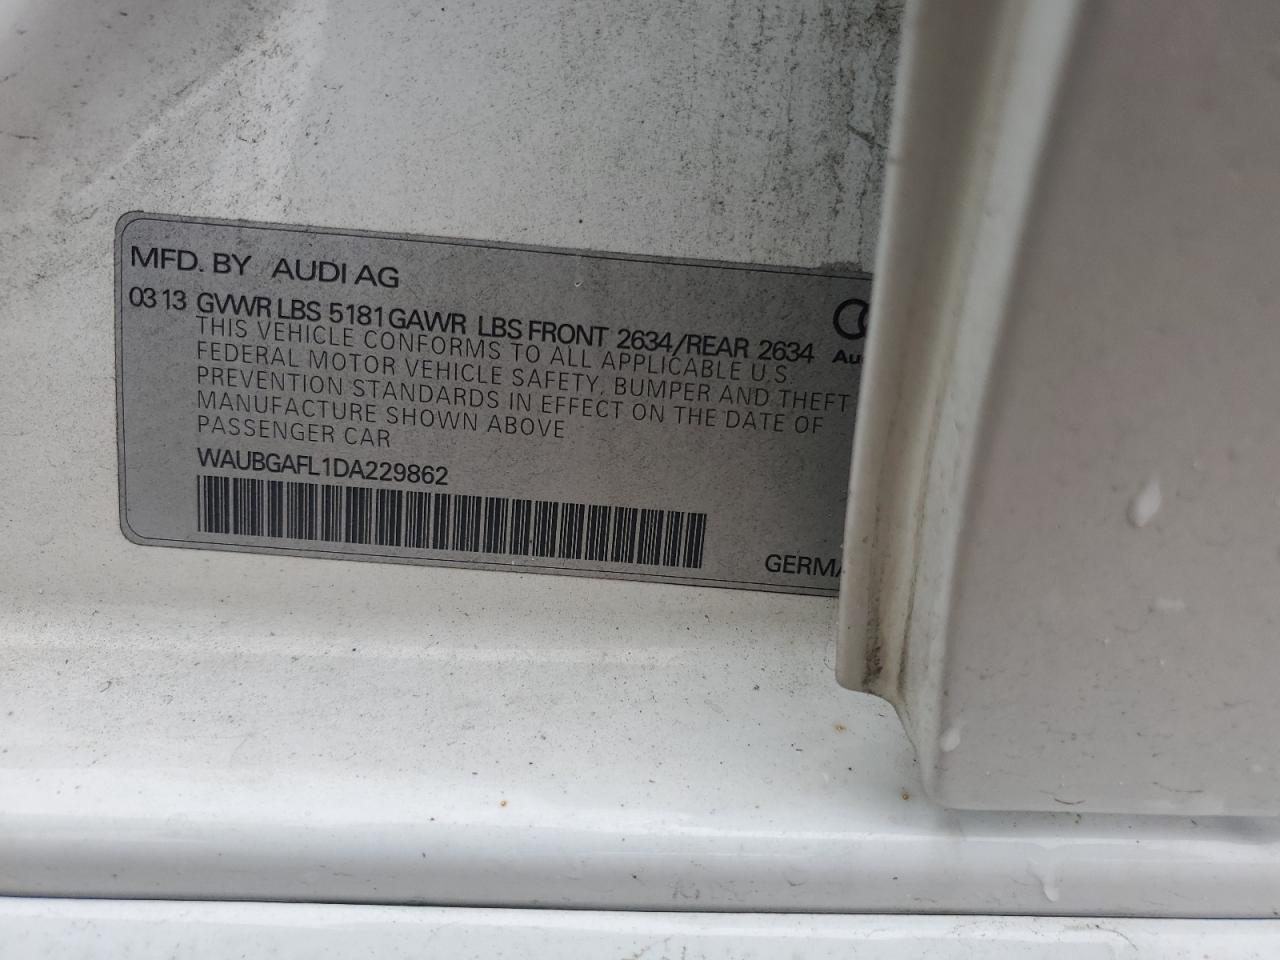 MFD. BY AUDI AG
03 13 GVWR LBS 5181 GAWR LBS FRONT 2634/REAR 2634
THIS VEHICLE CONFORMS TO ALL APPLICABLE U.S.
FEDERAL MOTOR VEHICLE SAFETY, BUMPER AND THEFT
PREVENTION STANDARDS IN EFFECT ON THE DATE OF
MANUFACTURE SHOWN ABOVE
PASSENGER CAR
WAUBGAFL1DA229862